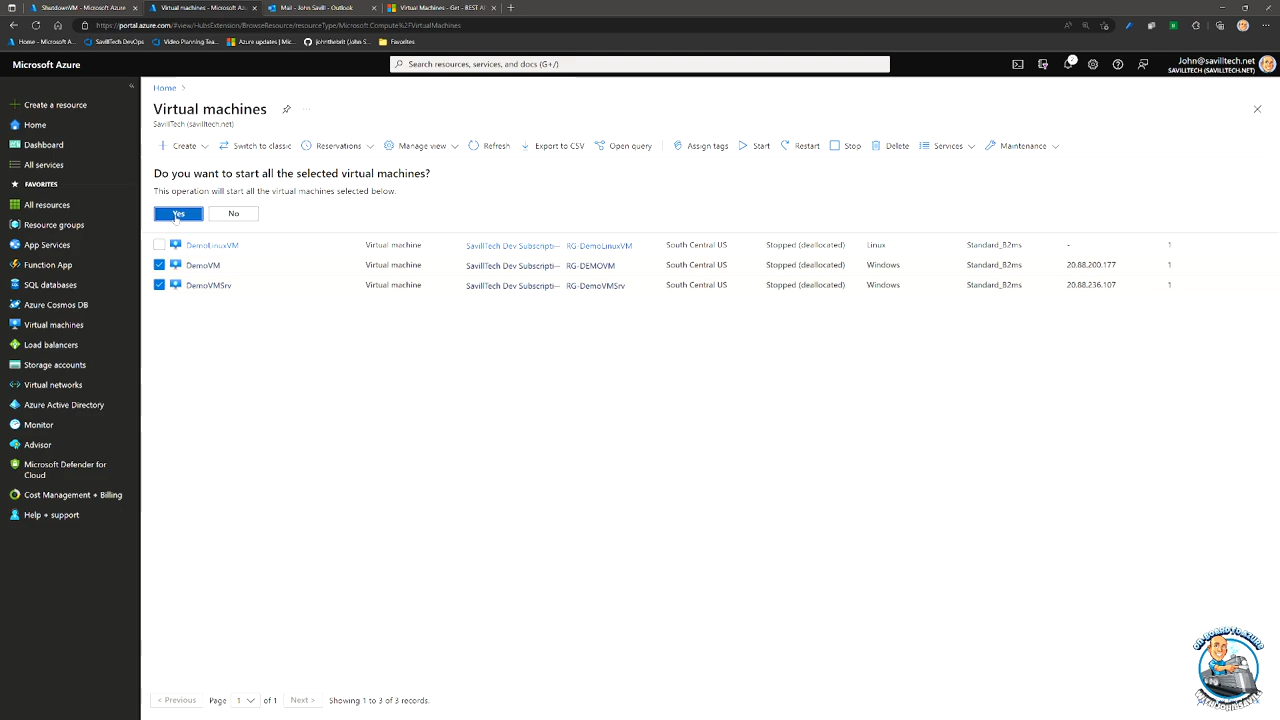 ShutdownVM - Microsoft Azure
Virtual machines - Microsoft Az
Mail - John Savill - Outlook
Virtual Machines - Get - REST AP
https://portal.azure.com/#view/HubsExtension/BrowseResource/resourceType/Microsoft.Compute%2FVirtualMachines
Home - Microsoft A...
SavillTech DevOps
Video Planning Tea...
Azure updates | Mic...
johnthebrit (John S...
Favorites
Microsoft Azure
Search resources, services, and docs (G+/)
2
John@savilltech.net
SAVILLTECH (SAVILLTECH.NET)
«
Create a resource
Home
Dashboard
All services
FAVORITES
All resources
Resource groups
App Services
Function App
SQL databases
Azure Cosmos DB
Virtual machines
Load balancers
Storage accounts
Virtual networks
Azure Active Directory
Monitor
Advisor
Microsoft Defender for
Cloud
Cost Management + Billing
Help + support
Home >
Virtual machines ...
SavillTech (savilltech.net)
Create Switch to classic Reservations Manage view Refresh Export to CSV Open query Assign tags Start Restart Stop Delete Services Maintenance
Do you want to start all the selected virtual machines?
This operation will start all the virtual machines selected below.
Yes No
DemoLinuxVM Virtual machine SavillTech Dev Subscripti... RG-DemoLinuxVM South Central US Stopped (deallocated) Linux Standard_B2ms - 1
DemoVM Virtual machine SavillTech Dev Subscripti... RG-DEMOVM South Central US Stopped (deallocated) Windows Standard_B2ms 20.88.200.177 1
DemoVMSrv Virtual machine SavillTech Dev Subscripti... RG-DemoVMSrv South Central US Stopped (deallocated) Windows Standard_B2ms 20.88.236.107 1
< Previous Page 1 of 1 Next > Showing 1 to 3 of 3 records.
ON-BOARD TO AZURE
WITH JOHN SAVILL